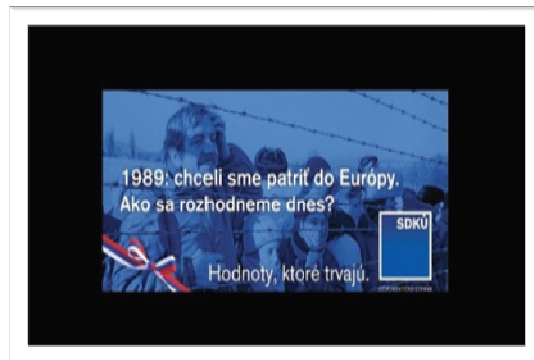 1989: chceli sme patriť do Európy.
Ako sa rozhodneme dnes?
SDKÚ
Hodnoty, ktoré trvajú.